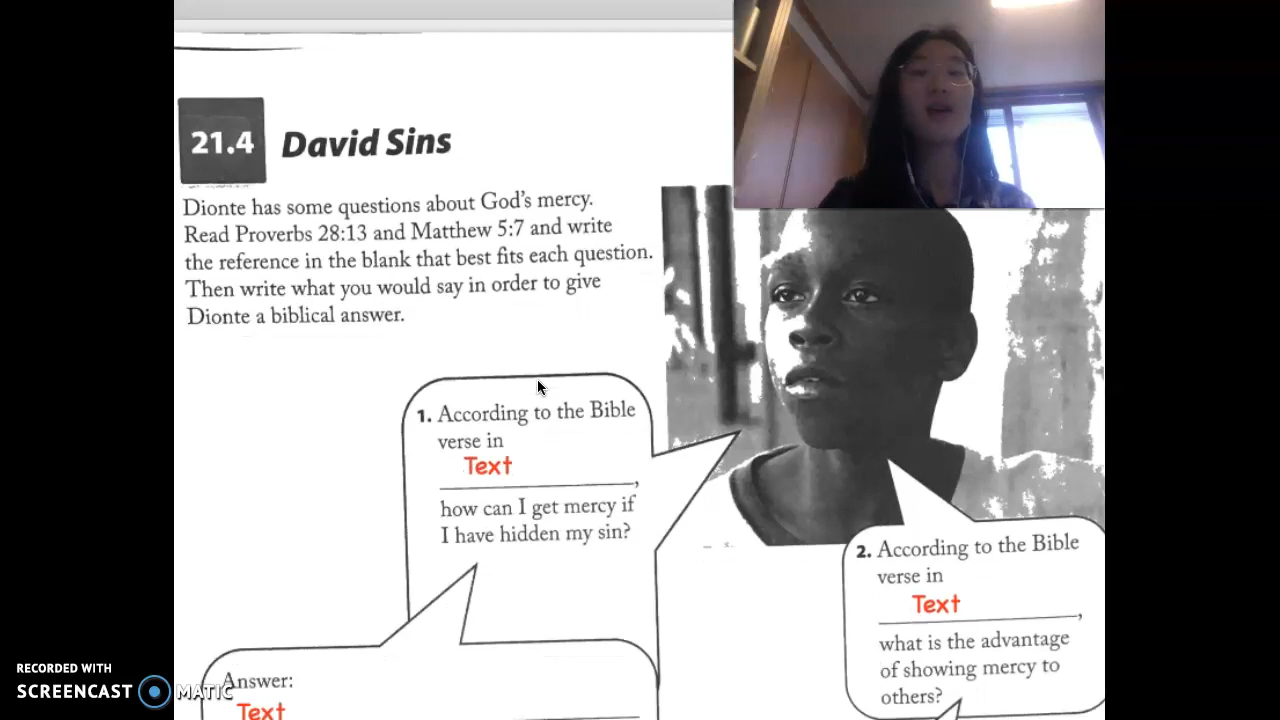 21.4 David Sins
Dionte has some questions about God's mercy.
Read Proverbs 28:13 and Matthew 5:7 and write
the reference in the blank that best fits each question.
Then write what you would say in order to give
Dionte a biblical answer.
1. According to the Bible
verse in
Text
,
how can I get mercy if
I have hidden my sin?
Answer:
Text
2. According to the Bible
verse in
Text
,
what is the advantage
of showing mercy to
others?
RECORDED WITH
SCREENCAST MATIC